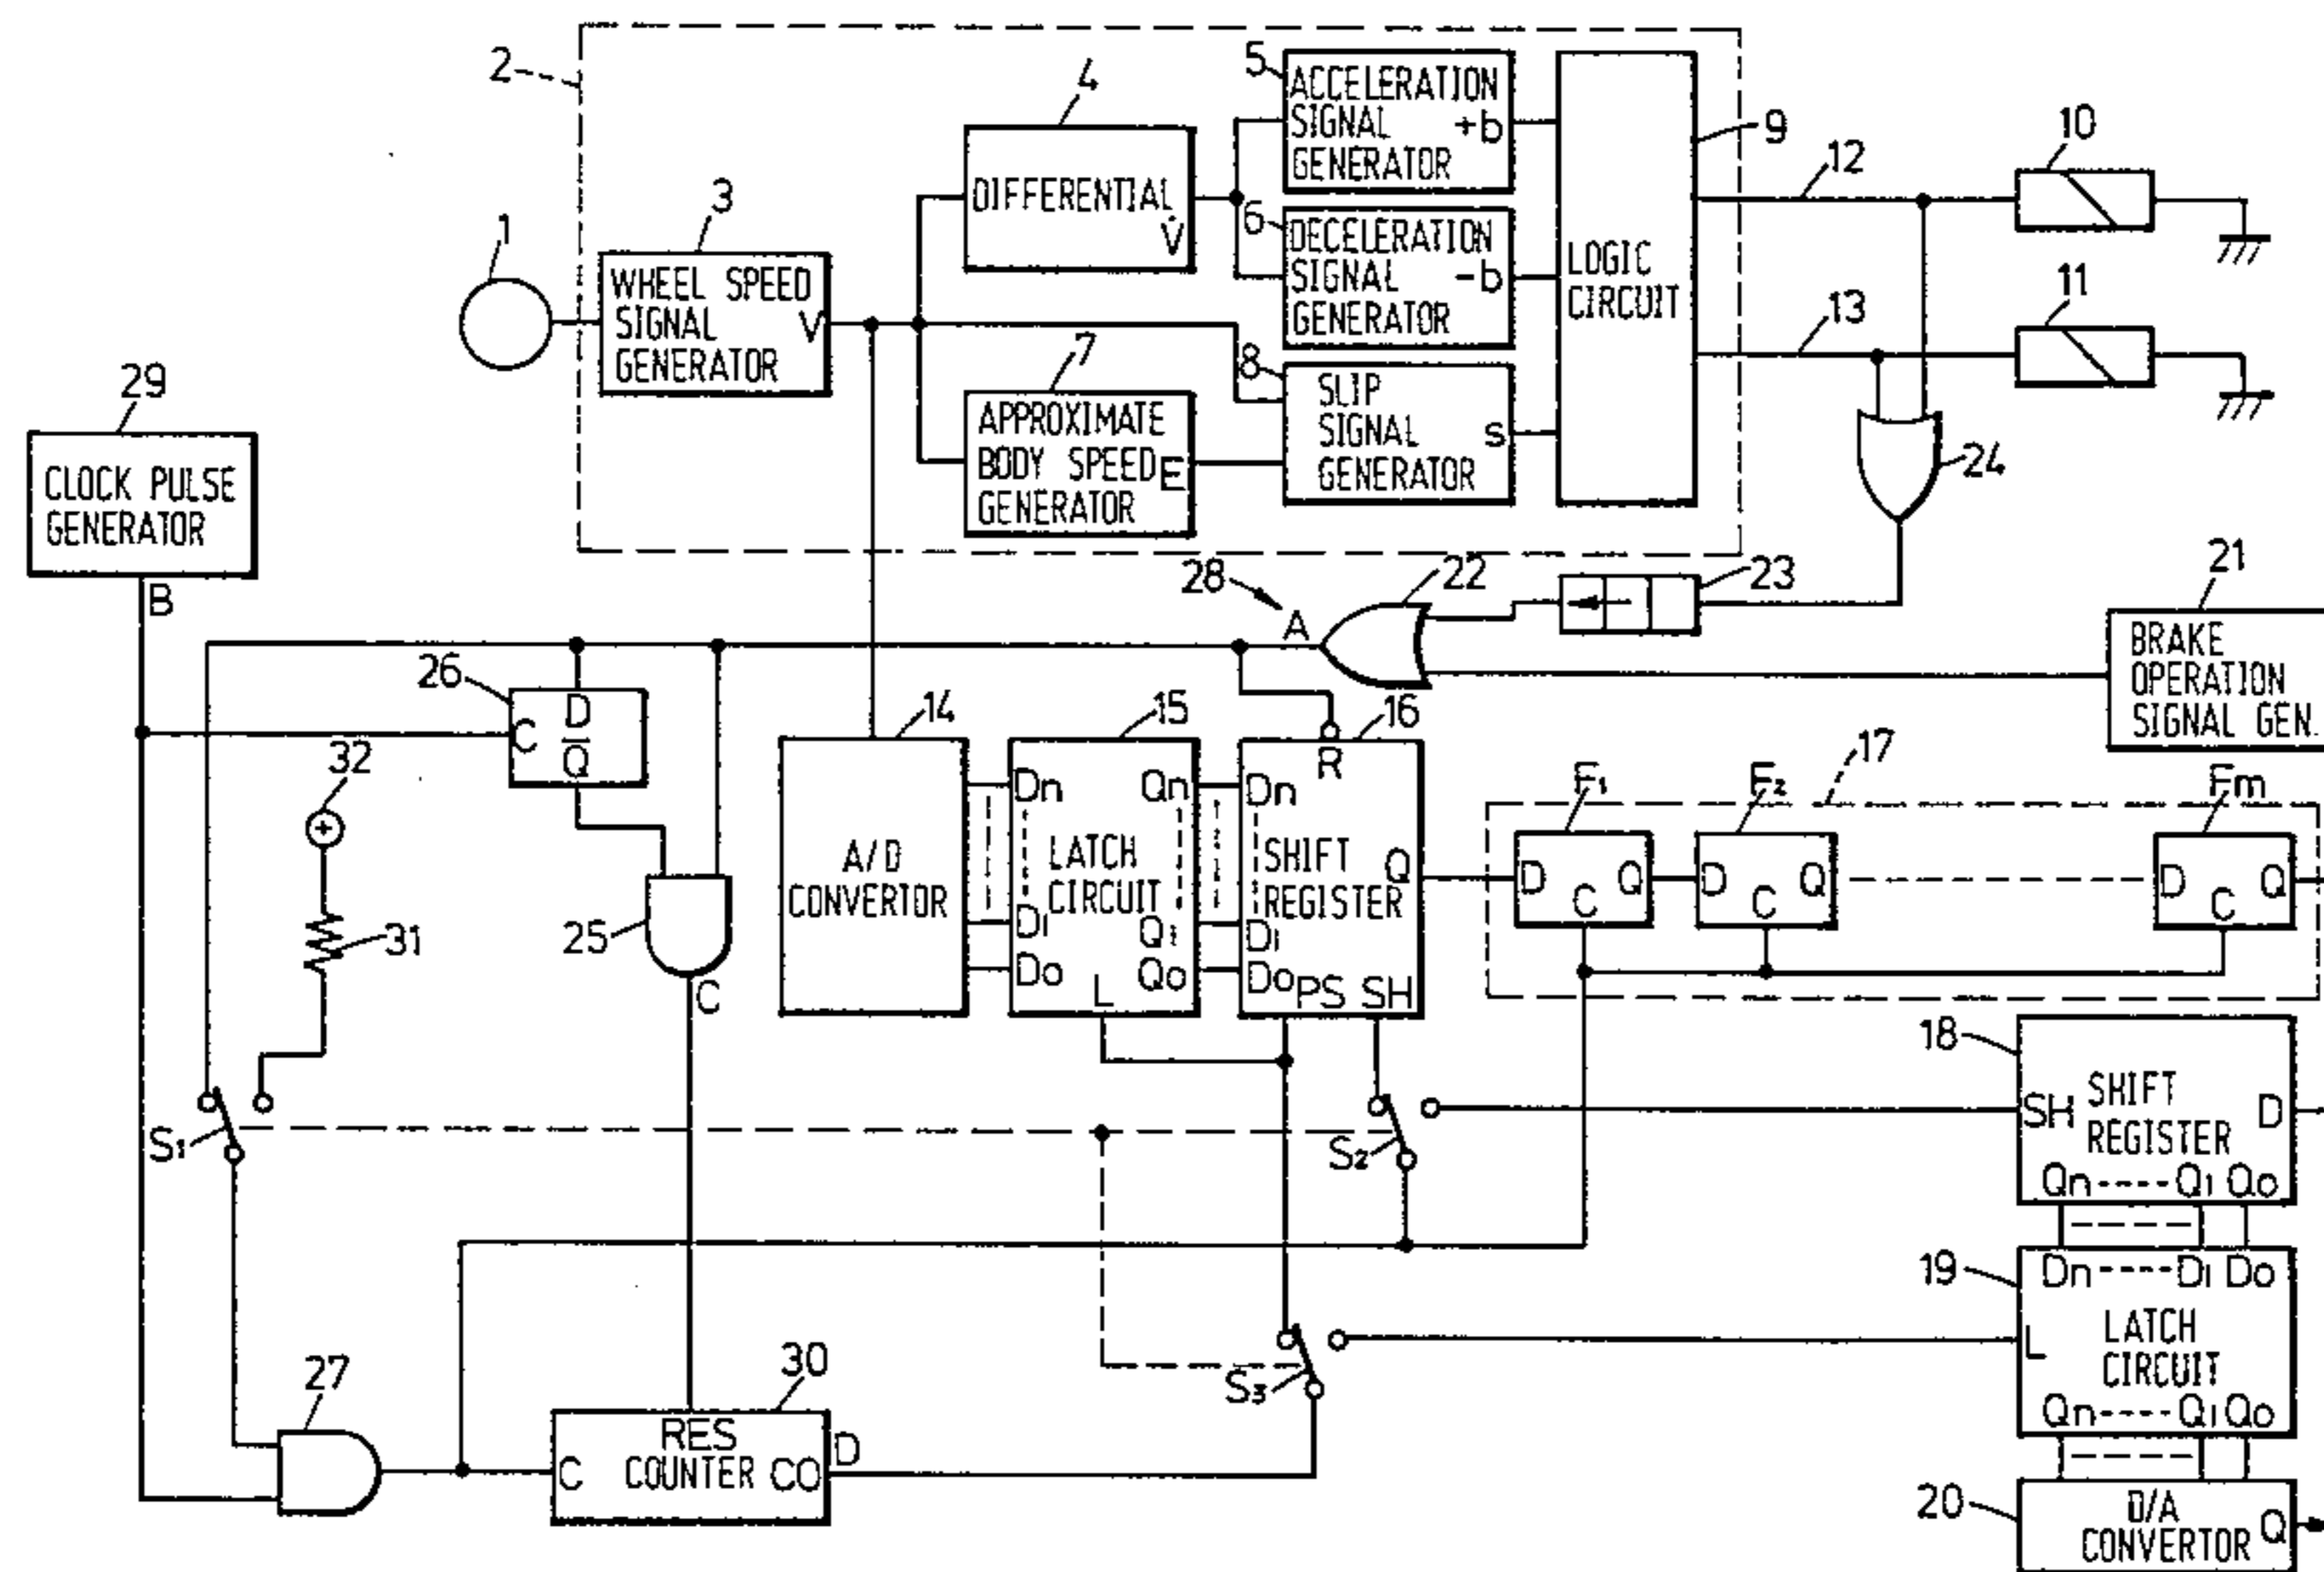 2
4
5
ACCELERATION
SIGNAL +b
GENERATOR
9
10
12
3
DIFFERENTIAL
V̇
6
DECELERATION
SIGNAL -b
GENERATOR
LOGIC
CIRCUIT
1
WHEEL SPEED
SIGNAL V
GENERATOR
13
11
7
8
SLIP
SIGNAL s
GENERATOR
29
APPROXIMATE
BODY SPEED E
GENERATOR
24
CLOCK PULSE
GENERATOR
B
28
A
22
23
21
BRAKE
OPERATION
SIGNAL GEN.
26
D
C
Q̅
14
15
16
R
17
32
A/D
CONVERTOR
Dn Qn
LATCH
CIRCUIT
D1 Q1
D0 Q0
L
Dn
SHIFT
REGISTER
Q
D1
D0 PS SH
F1
F2
Fm
D Q
C
D Q
C
D Q
C
31
25
C
18
SH SHIFT
REGISTER D
Qn----Q1 Q0
S1
S2
19
Dn----D1 D0
L LATCH
CIRCUIT
Qn----Q1 Q0
27
30
S3
RES
C COUNTER CO
D
20
D/A
CONVERTOR Q